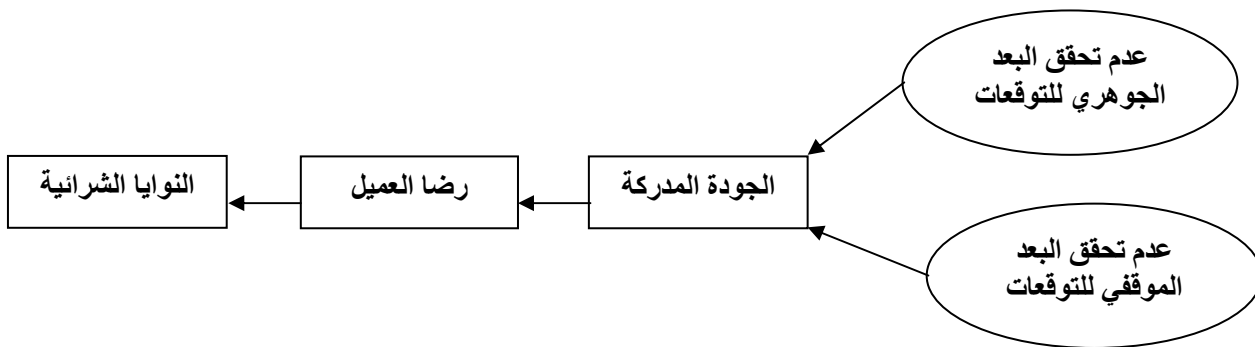 عدم تحقق البعد
الجوهري للتوقعات
الجودة المدركة
رضا العميل
النوايا الشرائية
عدم تحقق البعد
الموقفي للتوقعات